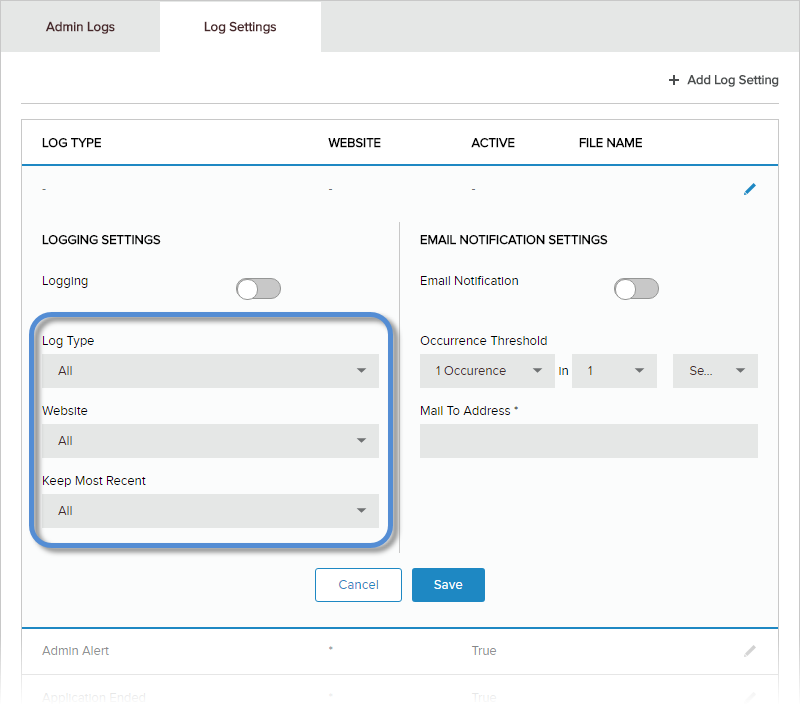 Admin Logs
Log Settings
+ Add Log Setting
LOG TYPE WEBSITE ACTIVE FILE NAME
- - -
LOGGING SETTINGS
Logging
Log Type
All
Website
All
Keep Most Recent
All
EMAIL NOTIFICATION SETTINGS
Email Notification
Occurrence Threshold
1 Occurence in 1 Se...
Mail To Address *
Cancel
Save
Admin Alert * True
Application Ended * True